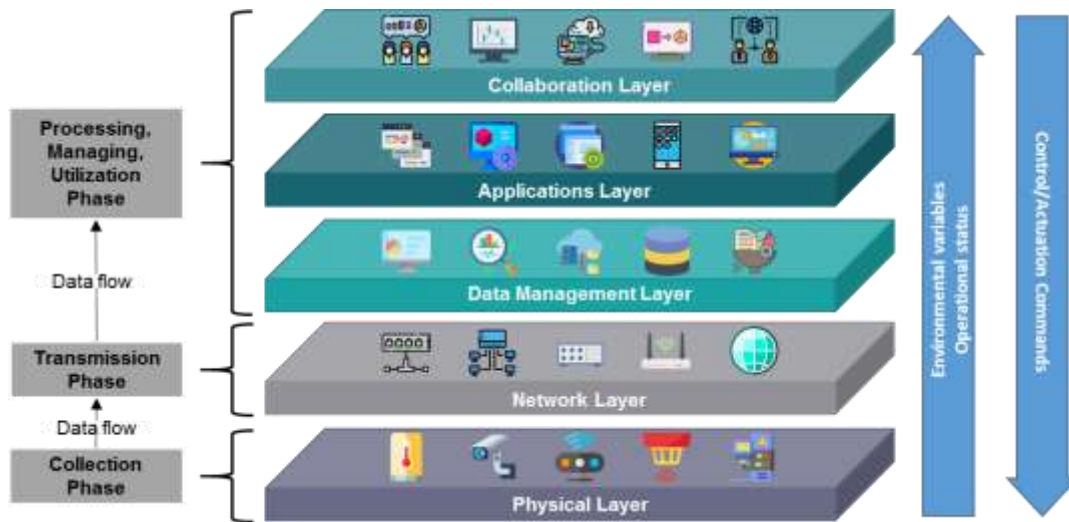 Collaboration Layer
Processing,
Managing,
Utilization
Phase
Applications Layer
Data flow
Data Management Layer
Transmission
Phase
Network Layer
Data flow
Collection
Phase
Physical Layer
Environmental variables
Operational status
Control/Actuation Commands